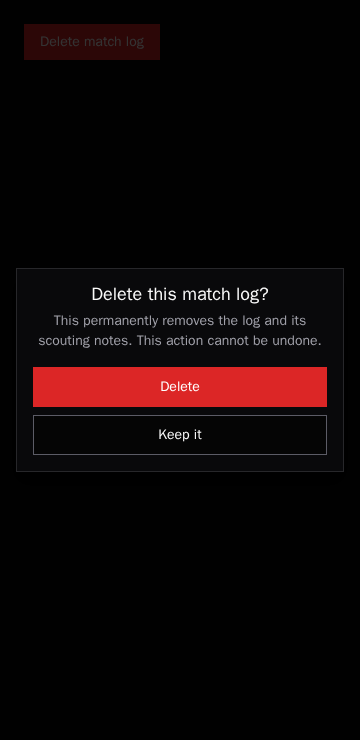 Delete match log
Delete this match log?
This permanently removes the log and its
scouting notes. This action cannot be undone.
Delete
Keep it